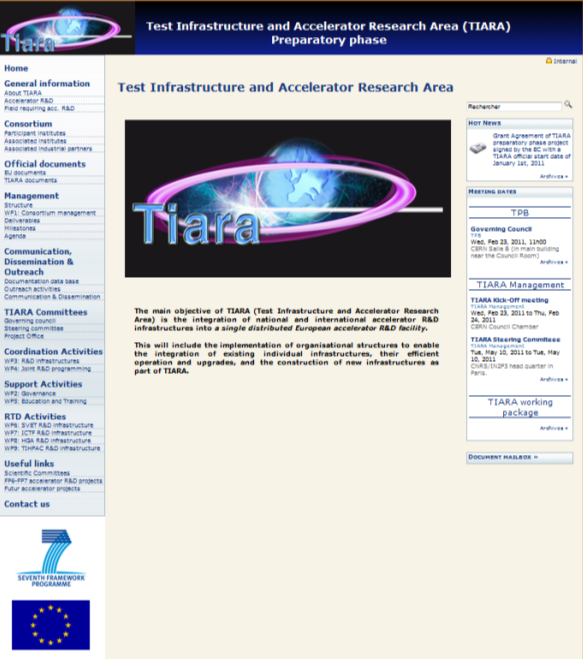 Tiara
Test Infrastructure and Accelerator Research Area (TIARA)
Preparatory phase
Internal
Home
General information
About TIARA
Accelerator R&D
Field requiring acc. R&D
Consortium
Participant institutes
Associated institutes
Associated industrial partners
Official documents
EU documents
TIARA documents
Management
Structure
WP1: Consortium management
Deliverables
Milestones
Agenda
Communication,
Dissemination &
Outreach
Documentation data base
Outreach activities
Communication & Dissemination
TIARA Committees
Governing council
Steering committee
Project Office
Coordination Activities
WP3: R&D infrastructures
WP4: Joint R&D programming
Support Activities
WP2: Governance
WP5: Education and Training
RTD Activities
WP6: SVET R&D infrastructure
WP7: ICTF R&D infrastructure
WP8: HGA R&D infrastructure
WP9: TIHPAC R&D infrastructure
Useful links
Scientific Committees
FP6-FP7 accelerator R&D projects
Futur accelerator projects
Contact us
SEVENTH FRAMEWORK
PROGRAMME
Test Infrastructure and Accelerator Research Area
Tiara
The main objective of TIARA (Test Infrastructure and Accelerator Research
Area) is the integration of national and international accelerator R&D
infrastructures into a single distributed European accelerator R&D facility.
This will include the implementation of organisational structures to enable
the integration of existing individual infrastructures, their efficient
operation and upgrades, and the construction of new infrastructures as
part of TIARA.
Rechercher
HOT NEWS
Grant Agreement of TIARA
preparatory phase project
signed by the EC with a
TIARA official start date of
January 1st, 2011
Archives »
MEETING DATES
TPB
Governing Council
TPB
Wed, Feb 23, 2011, 11h00
CERN Salle B (in main building
near the Council Room)
Archives »
TIARA Management
TIARA Kick-Off meeting
TIARA Management
Wed, Feb 23, 2011 to Thu, Feb
24, 2011
CERN Council Chamber
TIARA Steering Committee
TIARA Management
Tue, May 10, 2011 to Tue, May
10, 2011
CNRS/IN2P3 head quarter in
Paris.
Archives »
TIARA working
package
Archives »
DOCUMENT MAILBOX »